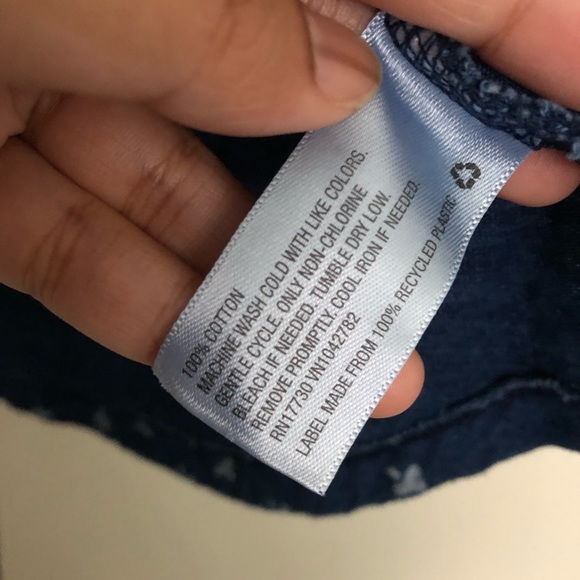 100% COTTON
MACHINE WASH COLD WITH LIKE COLORS.
GENTLE CYCLE. ONLY NON-CHLORINE
BLEACH IF NEEDED. TUMBLE DRY LOW.
REMOVE PROMPTLY. COOL IRON IF NEEDED.
RN17730 VN1042782
LABEL MADE FROM 100% RECYCLED PLASTIC